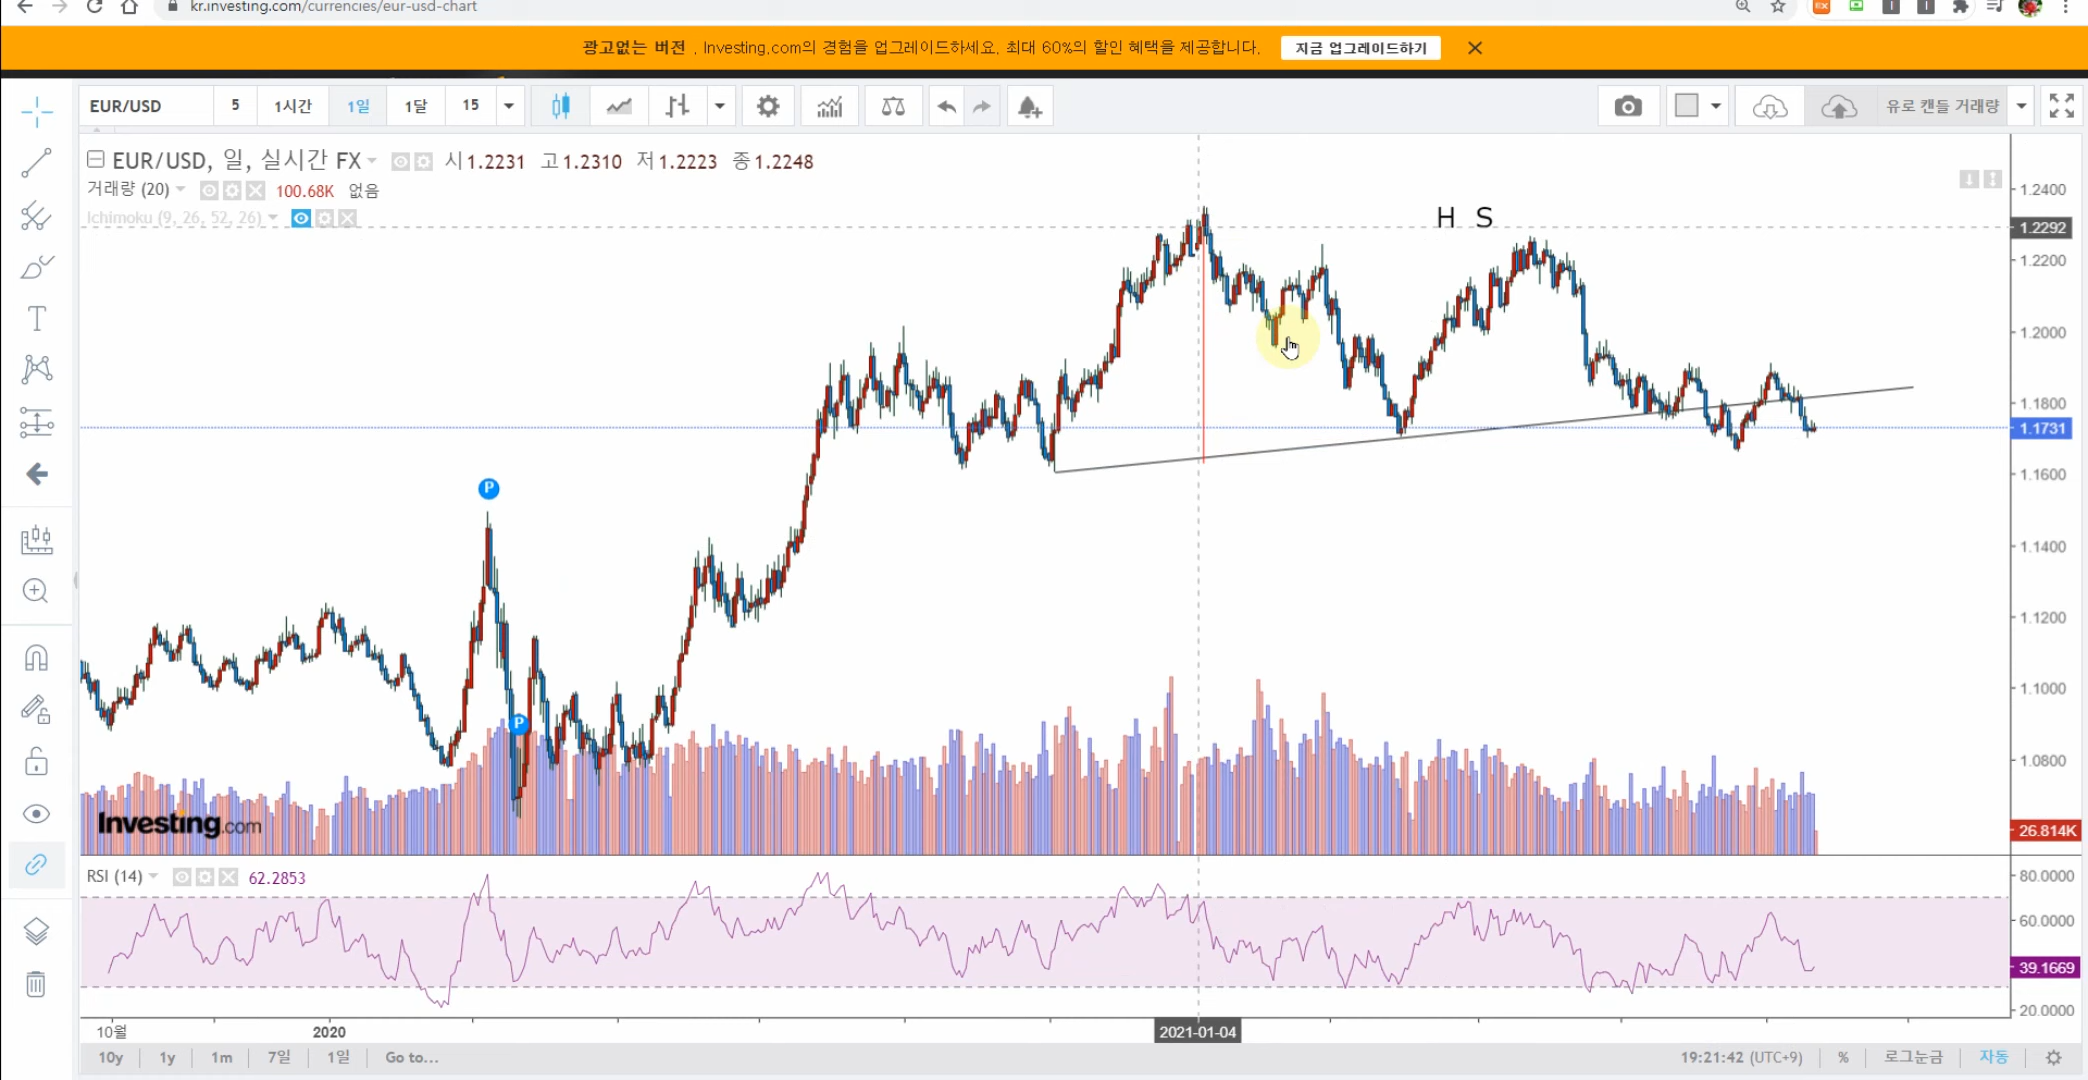 kr.investing.com/currencies/eur-usd-chart
광고없는 버전 . Investing.com의 경험을 업그레이드하세요. 최대 60%의 할인 혜택을 제공합니다. 지금 업그레이드하기
EUR/USD 5 1시간 1일 1달 15 유로 캔들 거래량
EUR/USD, 일, 실시간 FX 시1.2231 고1.2310 저1.2223 종1.2248
거래량 (20) 100.68K 없음
Ichimoku (9, 26, 52, 26)
H S
1.2400
1.2292
1.2200
1.2000
1.1800
1.1731
1.1600
1.1400
1.1200
1.1000
1.0800
26.814K
P
P
Investing.com
RSI (14) 62.2853
80.0000
60.0000
39.1669
20.0000
10월 2020 2021-01-04
10y 1y 1m 7일 1일 Go to... 19:21:42 (UTC+9) % 로그눈금 자동